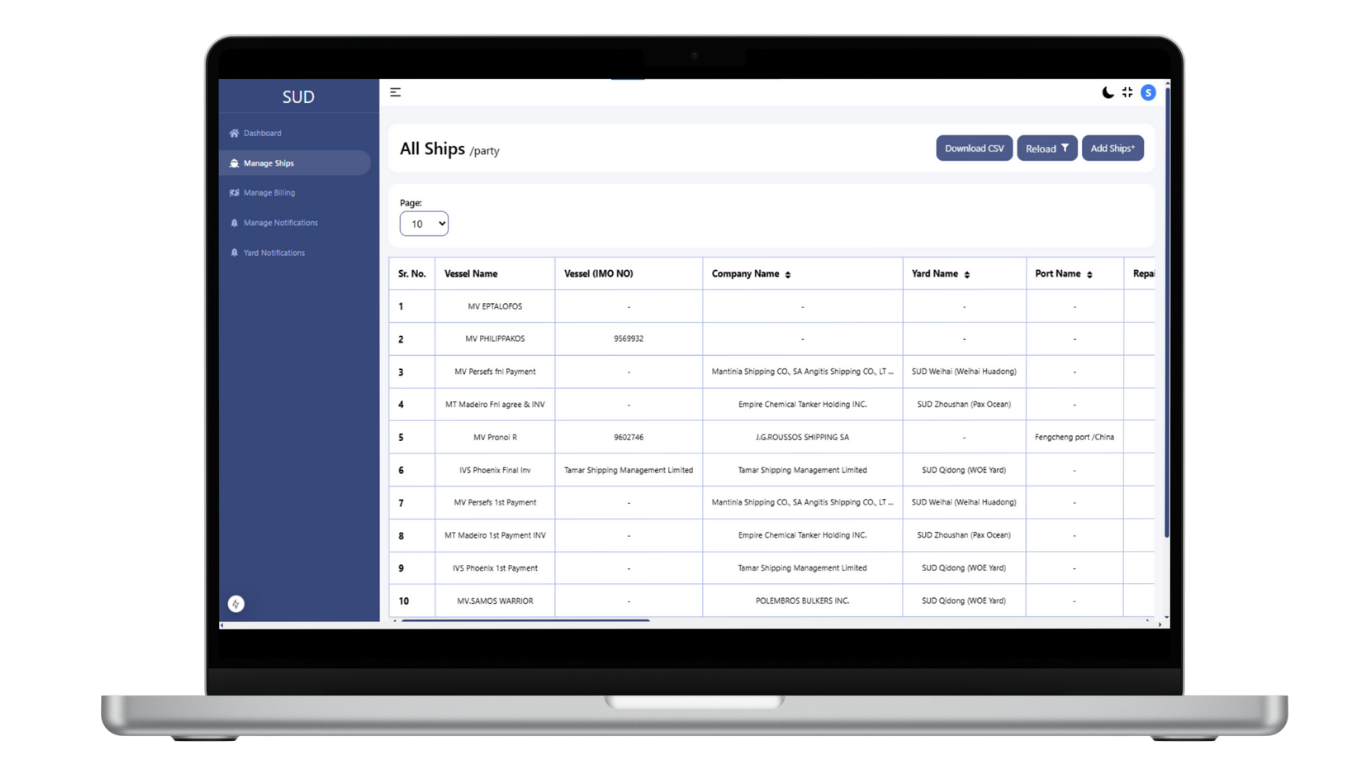 SUD
Dashboard
Manage Ships
Manage Billing
Manage Notifications
Yard Notifications
S
All Ships /party
Download CSV
Reload
Add Ships+
Page:
10
Sr. No. Vessel Name Vessel (IMO NO) Company Name Yard Name Port Name Repai
1 MV EPTALOFOS - - - -
2 MV PHILIPPAKOS 9569932 - - -
3 MV Persefs fnl Payment - Mantinia Shipping CO., SA Angitis Shipping CO., LT ... SUD Weihai (Weihai Huadong) -
4 MT Madeiro Fnl agree & INV - Empire Chemical Tanker Holding INC. SUD Zhoushan (Pax Ocean) -
5 MV Pronoi R 9602746 J.G.ROUSSOS SHIPPING SA - Fengcheng port /China
6 IVS Phoenix Final Inv Tamar Shipping Management Limited Tamar Shipping Management Limited SUD Qidong (WOE Yard) -
7 MV Persefs 1st Payment - Mantinia Shipping CO., SA Angitis Shipping CO., LT ... SUD Weihai (Weihai Huadong) -
8 MT Madeiro 1st Payment INV - Empire Chemical Tanker Holding INC. SUD Zhoushan (Pax Ocean) -
9 IVS Phoenix 1st Payment - Tamar Shipping Management Limited SUD Qidong (WOE Yard) -
10 MV.SAMOS WARRIOR - POLEMBROS BULKERS INC. SUD Qidong (WOE Yard) -